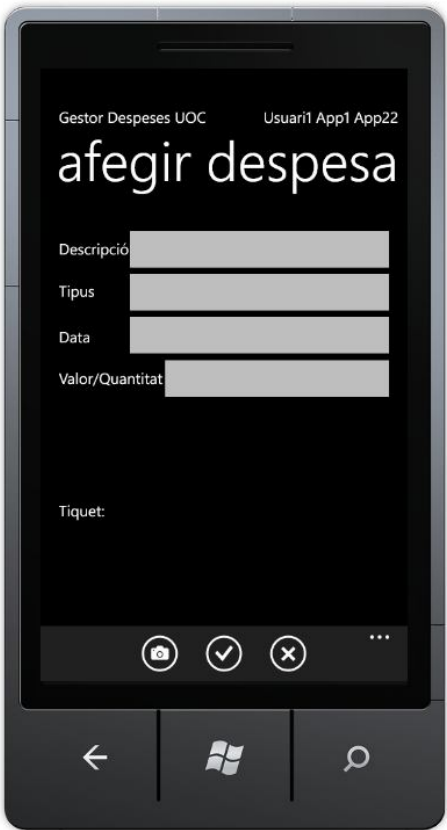 Gestor Despeses UOC Usuari1 App1 App22
afegir despesa
Descripció
Tipus
Data
Valor/Quantitat
Tiquet: